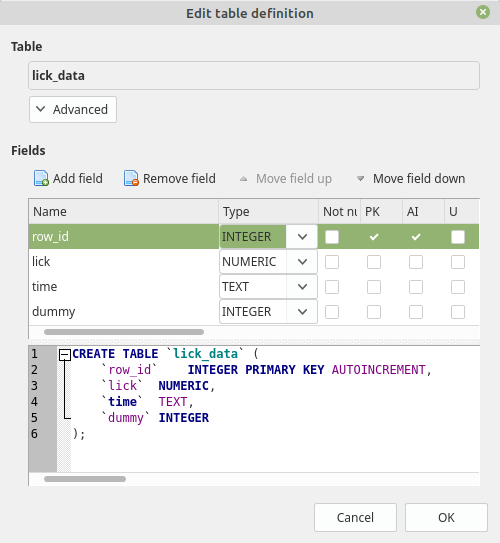 Edit table definition
Table
lick_data
Advanced
Fields
Add field Remove field Move field up Move field down
Name Type Not nu PK AI U
row_id INTEGER
lick NUMERIC
time TEXT
dummy INTEGER
1 CREATE TABLE `lick_data` (
2 `row_id` INTEGER PRIMARY KEY AUTOINCREMENT,
3 `lick` NUMERIC,
4 `time` TEXT,
5 `dummy` INTEGER
6 );
Cancel OK